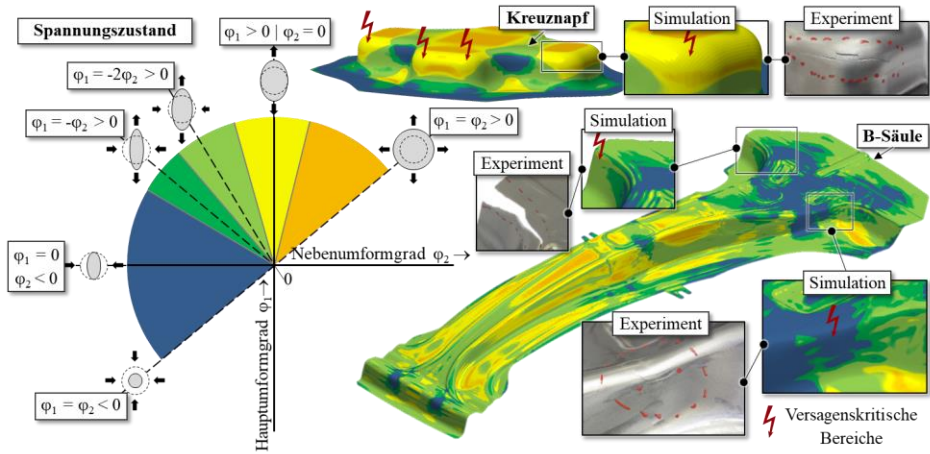 Spannungszustand
φ₁ > 0 | φ₂ = 0
φ₁ = -2φ₂ > 0
φ₁ = -φ₂ > 0
φ₁ = φ₂ > 0
φ₁ = 0
φ₂ < 0
φ₁ = φ₂ < 0
Nebenumformgrad φ₂ →
0
Hauptumformgrad φ₁→
Kreuznapf
Simulation
Experiment
Simulation
Experiment
B-Säule
Simulation
Experiment
Versagenskritische
Bereiche